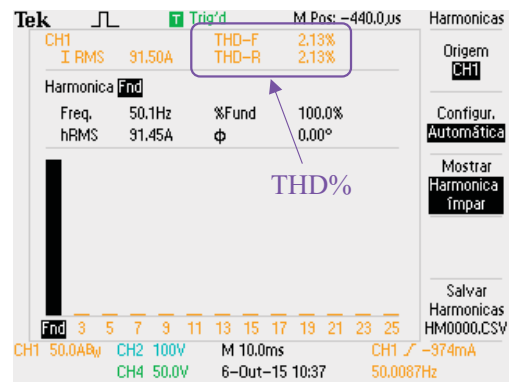 Tek T Trig'd M Pos: -440.0µs Harmonicas
CH1 THD-F 2.13%
I RMS 91.50A THD-R 2.13%
Origem
CH1
Harmonica Fnd
Freq. 50.1Hz %Fund 100.0%
hRMS 91.45A ϕ 0.00°
Configur.
Automática
THD%
Mostrar
Harmonica
ímpar
Salvar
Harmonicas
HM0000.CSV
Fnd 3 5 7 9 11 13 15 17 19 21 23 25
CH1 50.0ABW CH2 100V M 10.0ms CH1 -974mA
CH4 50.0V 6-Out-15 10:37 50.0087Hz